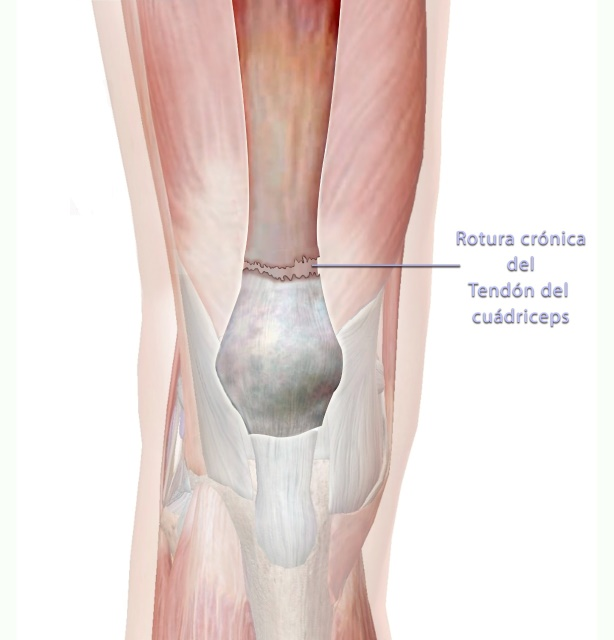 Rotura crónica
del
Tendón del
cuádriceps